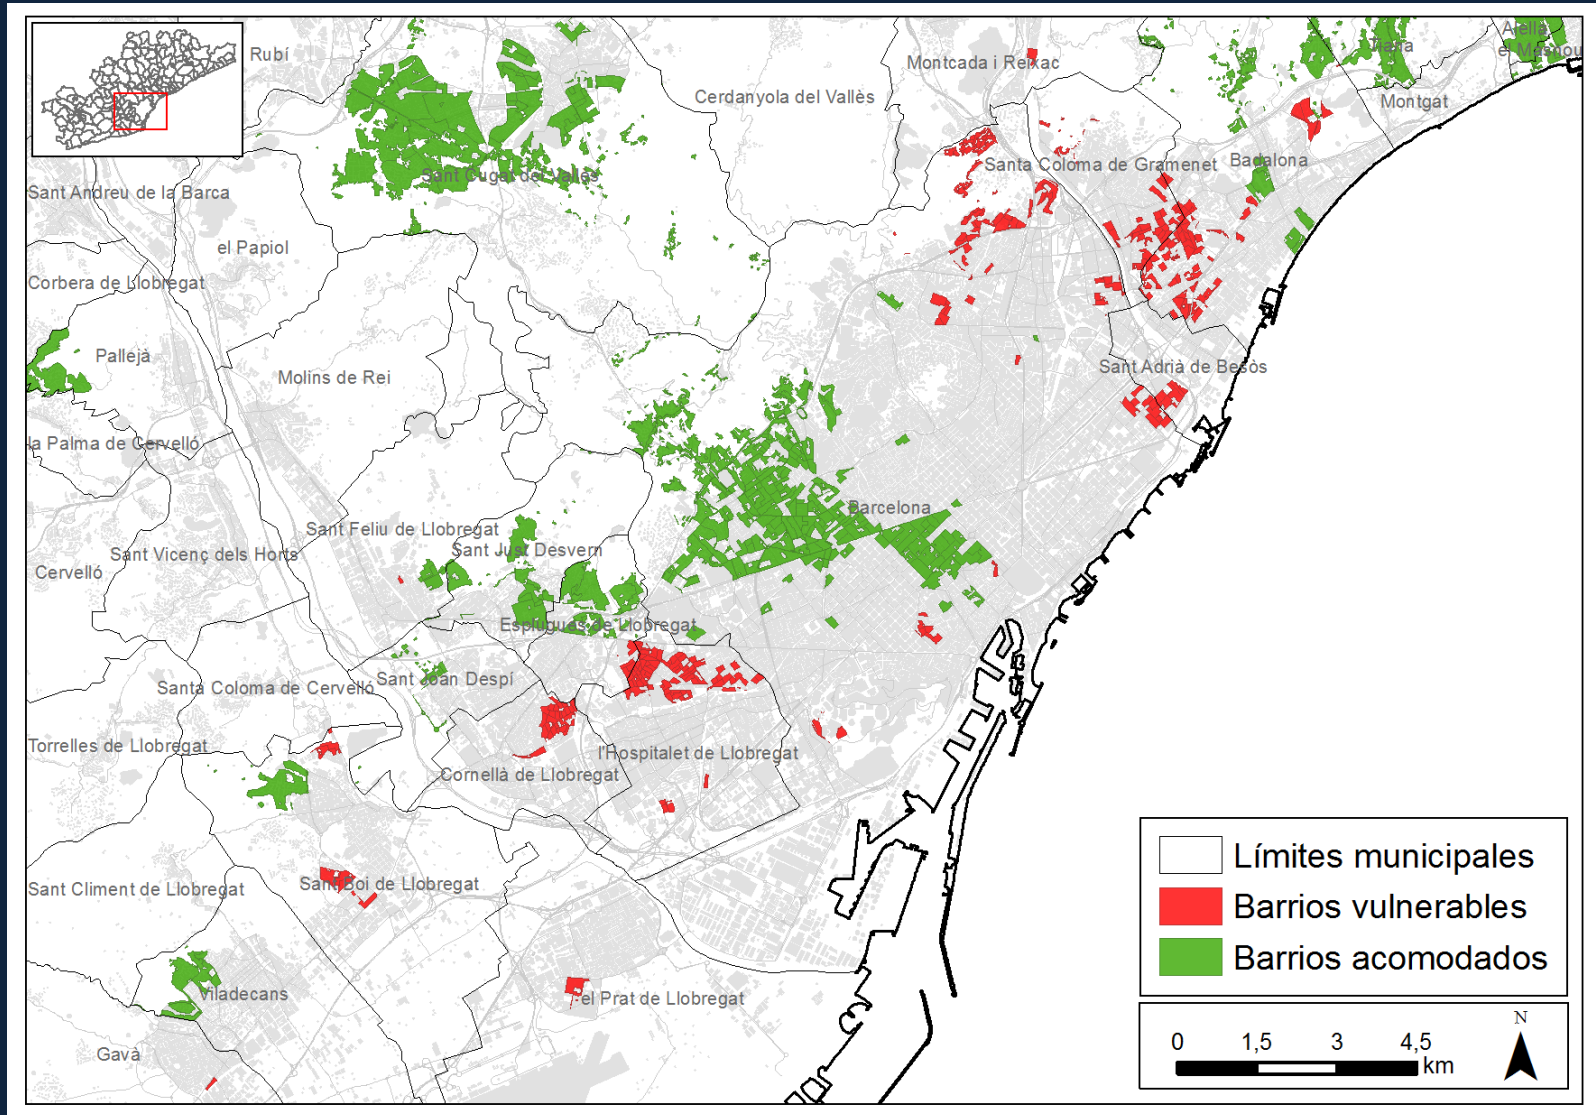 Rubí
Montcada i Reixac
Alella
el Masnou
Tiana
Cerdanyola del Vallès
Montgat
Santa Coloma de Gramenet
Badalona
Sant Cugat del Vallès
Sant Andreu de la Barca
el Papiol
Corbera de Llobregat
Pallejà
Molins de Rei
Sant Adrià de Besòs
la Palma de Cervelló
Barcelona
Sant Feliu de Llobregat
Sant Just Desvern
Sant Vicenç dels Horts
Cervelló
Esplugues de Llobregat
Santa Coloma de Cervelló
Sant Joan Despí
Torrelles de Llobregat
l'Hospitalet de Llobregat
Cornellà de Llobregat
Sant Climent de Llobregat
Sant Boi de Llobregat
Viladecans
el Prat de Llobregat
Gavà
Límites municipales
Barrios vulnerables
Barrios acomodados
N
0 1,5 3 4,5
km